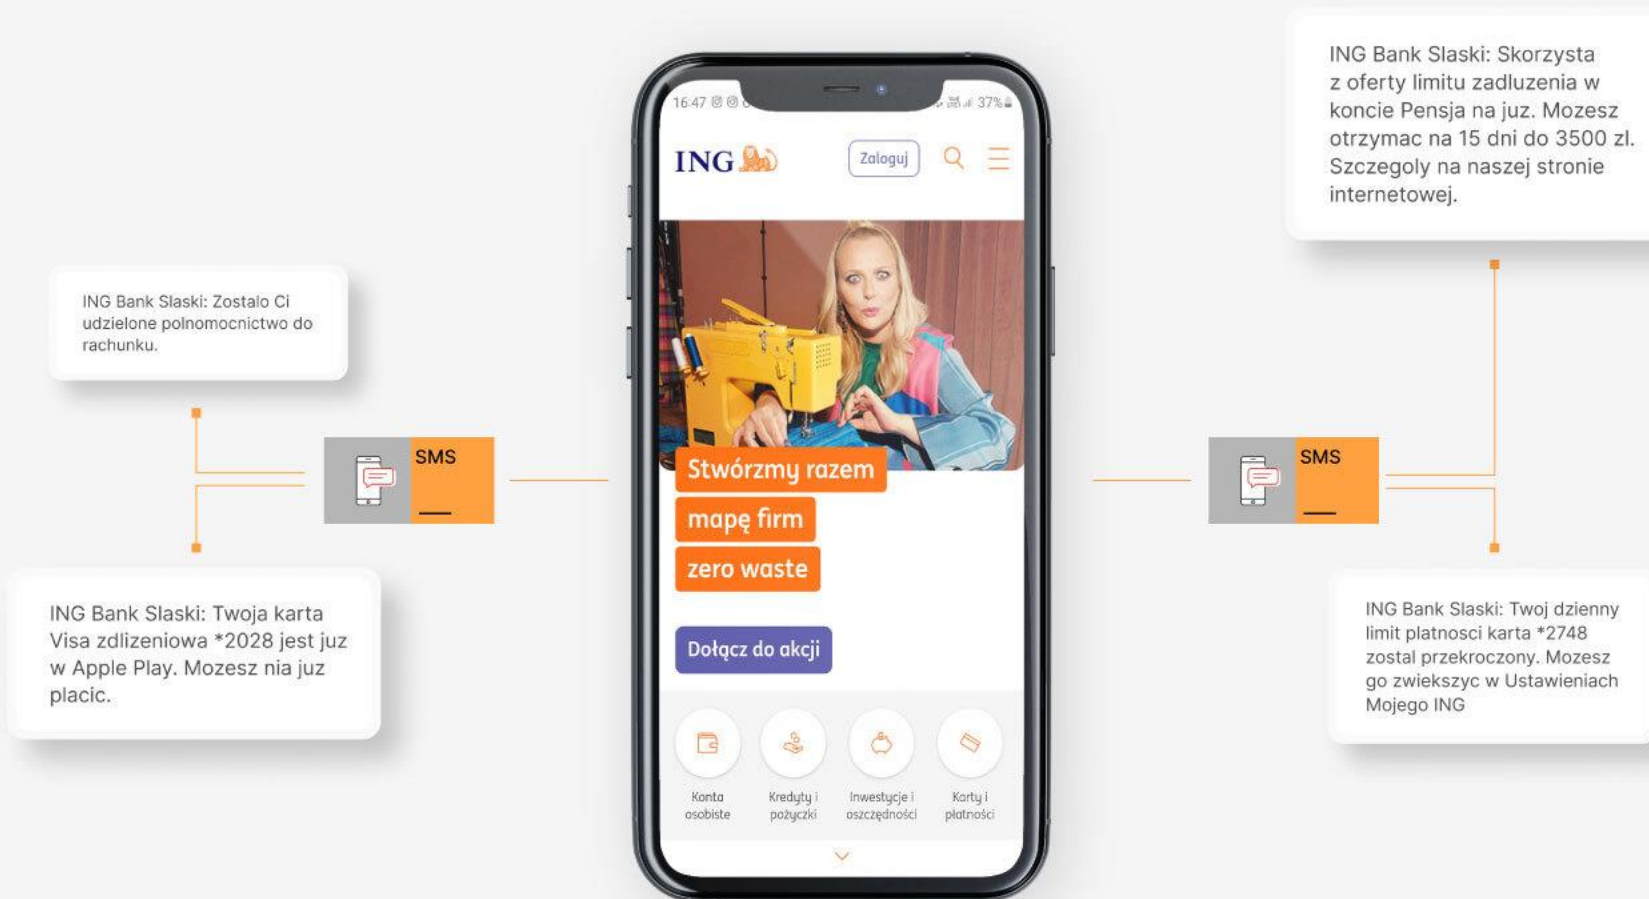 ING Bank Slaski: Zostalo Ci
udzielone polnomocnictwo do
rachunku.
SMS
ING Bank Slaski: Twoja karta
Visa zdlizeniowa *2028 jest juz
w Apple Play. Mozesz nia juz
placic.
16:47
37%
ING
Zaloguj
Stwórzmy razem
mapę firm
zero waste
Dołącz do akcji
Konta
osobiste
Kredyty i
pożyczki
Inwestycje i
oszczędności
Karty i
płatności
ING Bank Slaski: Skorzysta
z oferty limitu zadluzenia w
koncie Pensja na juz. Mozesz
otrzymac na 15 dni do 3500 zl.
Szczegoly na naszej stronie
internetowej.
SMS
ING Bank Slaski: Twoj dzienny
limit platnosci karta *2748
zostal przekroczony. Mozesz
go zwiekszyc w Ustawieniach
Mojego ING